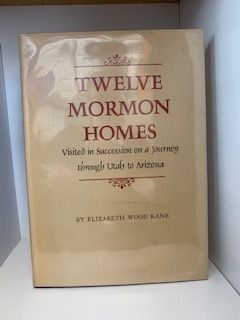 TWELVE
MORMON
HOMES
Visited in Succession on a Journey
through Utah to Arizona
BY ELIZABETH WOOD KANE